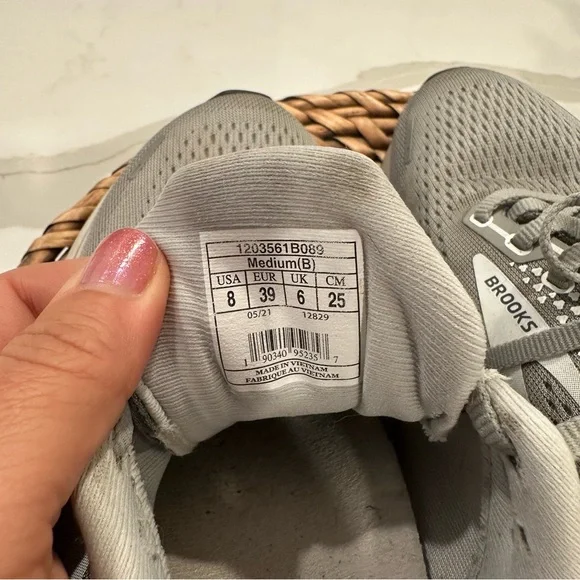 1203561B089
Medium(B)
USA EUR UK CM
8 39 6 25
05/21 12829
1 90340 95235 7
MADE IN VIETNAM
FABRIQUE AU VIETNAM
BROOKS